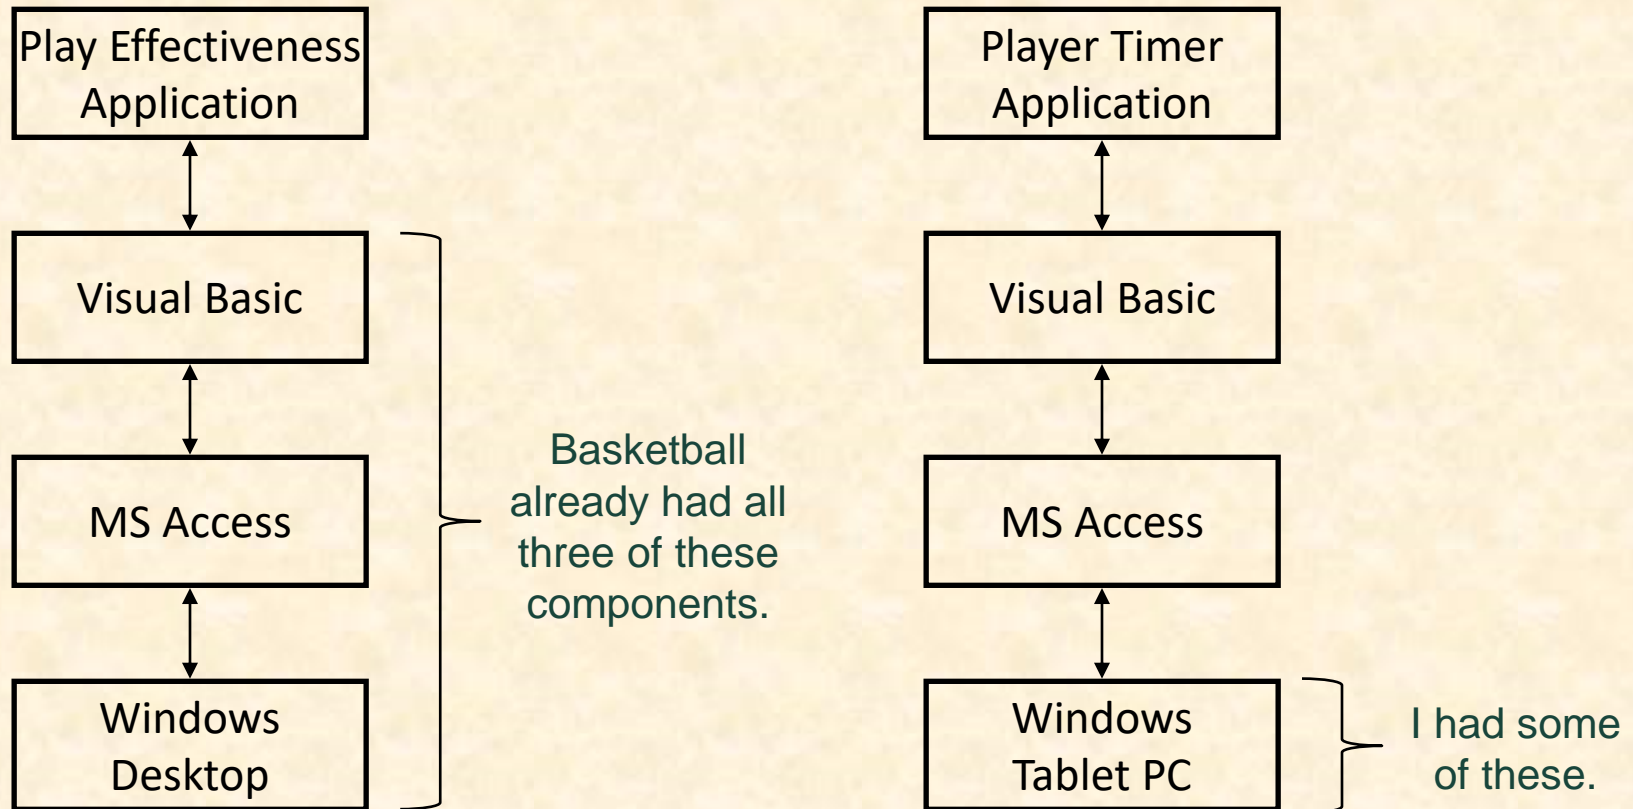 Play Effectiveness
Application
Visual Basic
MS Access
Windows
Desktop
Basketball
already had all
three of these
components.
Player Timer
Application
Visual Basic
MS Access
Windows
Tablet PC
I had some
of these.